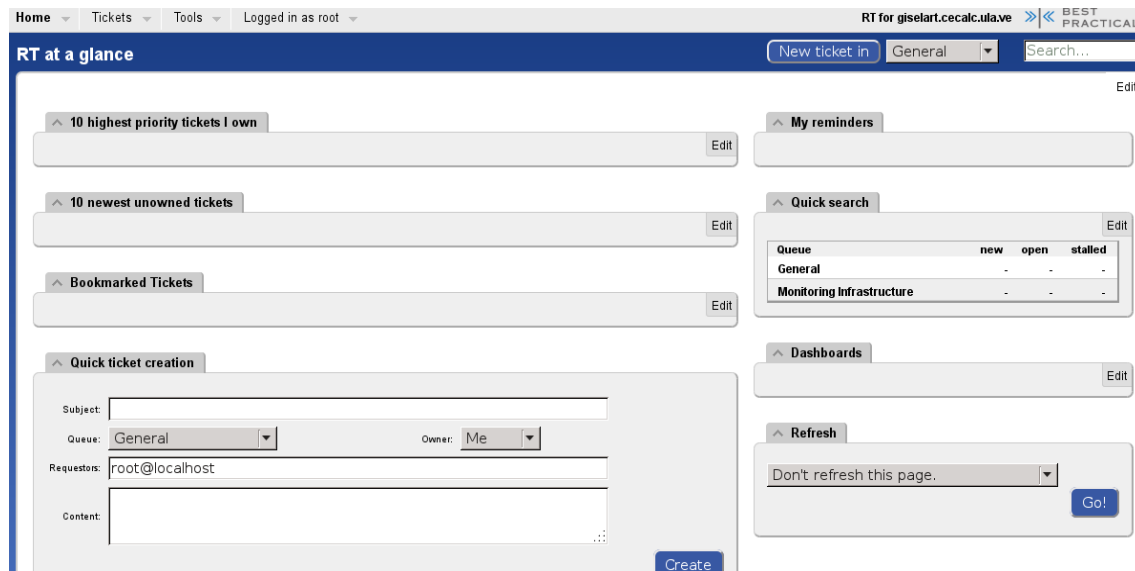 Home Tickets Tools Logged in as root RT for giselart.cecalc.ula.ve BEST PRACTICAL
RT at a glance New ticket in General Search...
Edit
10 highest priority tickets I own
Edit
10 newest unowned tickets
Edit
Bookmarked Tickets
Edit
Quick ticket creation
Subject:
Queue: General Owner: Me
Requestors: root@localhost
Content:
Create
My reminders
Quick search
Edit
Queue new open stalled
General - - -
Monitoring Infrastructure - - -
Dashboards
Edit
Refresh
Don't refresh this page.
Go!